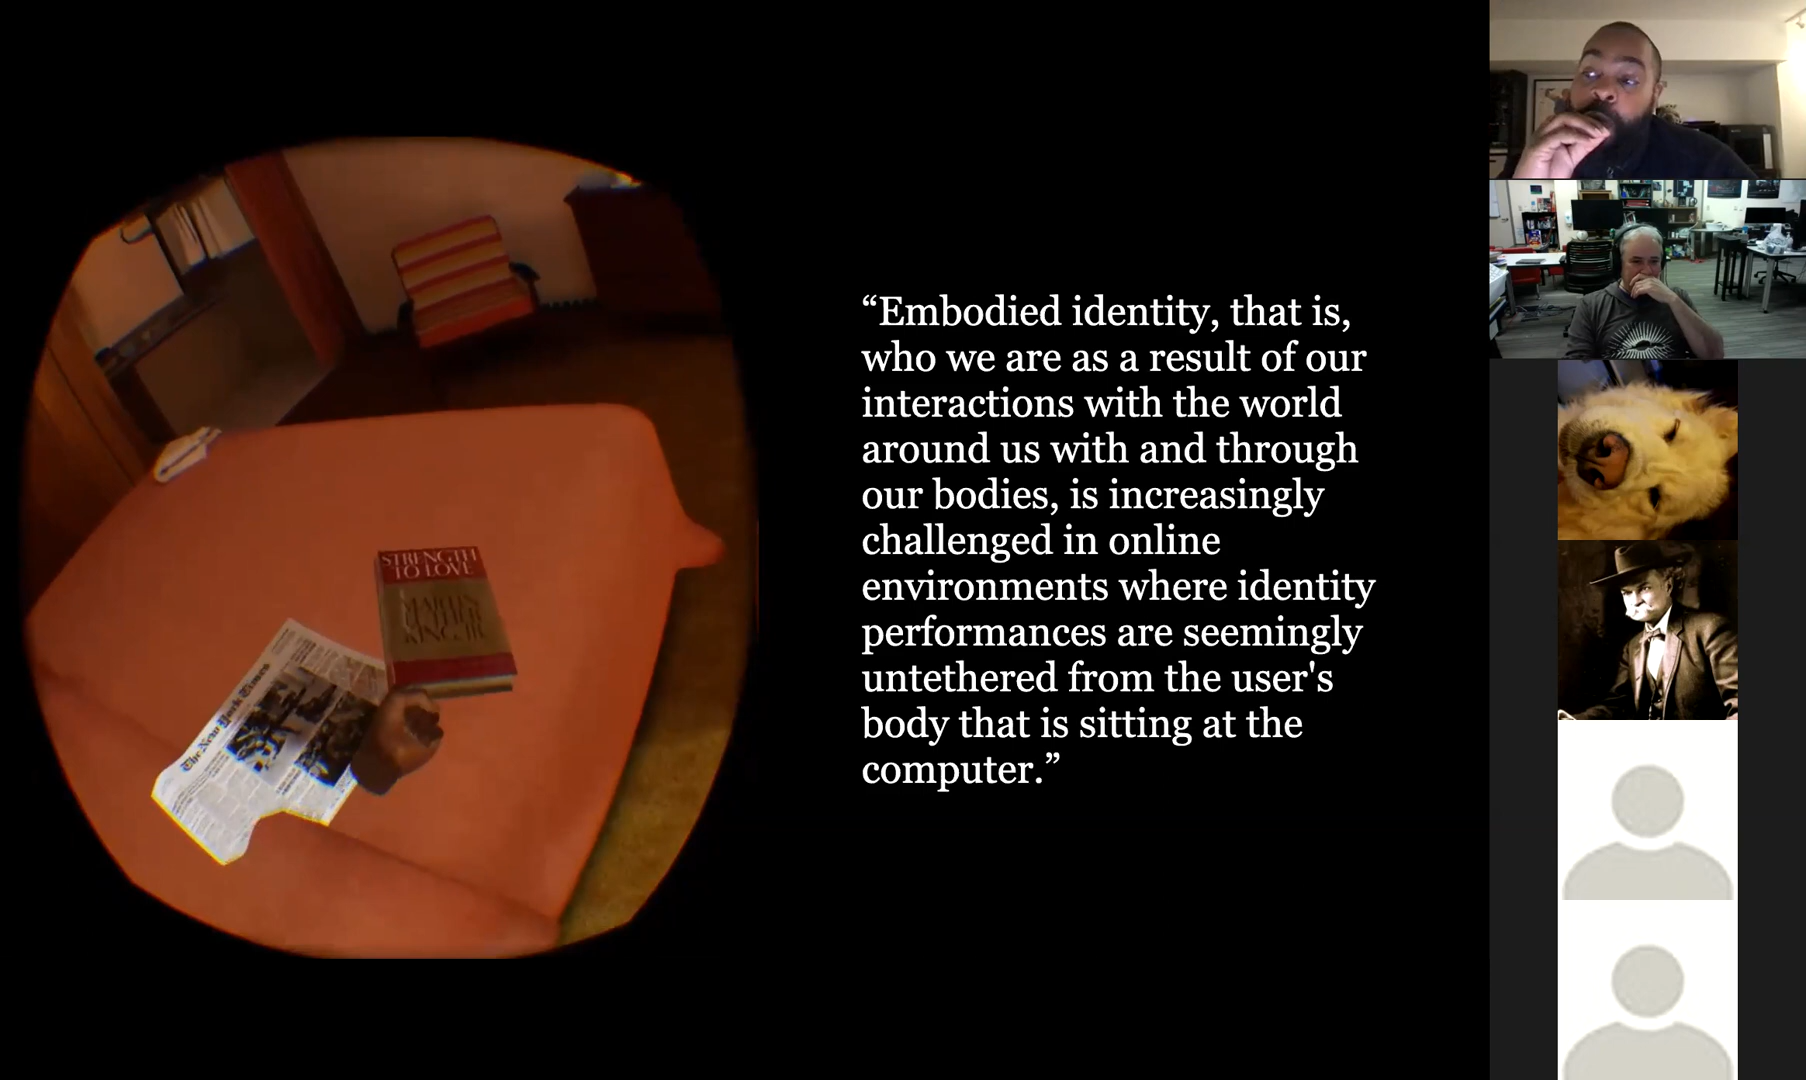 STRENGTH
TO LOVE
MARTIN
LUTHER
KING, JR.
The New York Times
“Embodied identity, that is,
who we are as a result of our
interactions with the world
around us with and through
our bodies, is increasingly
challenged in online
environments where identity
performances are seemingly
untethered from the user's
body that is sitting at the
computer.”